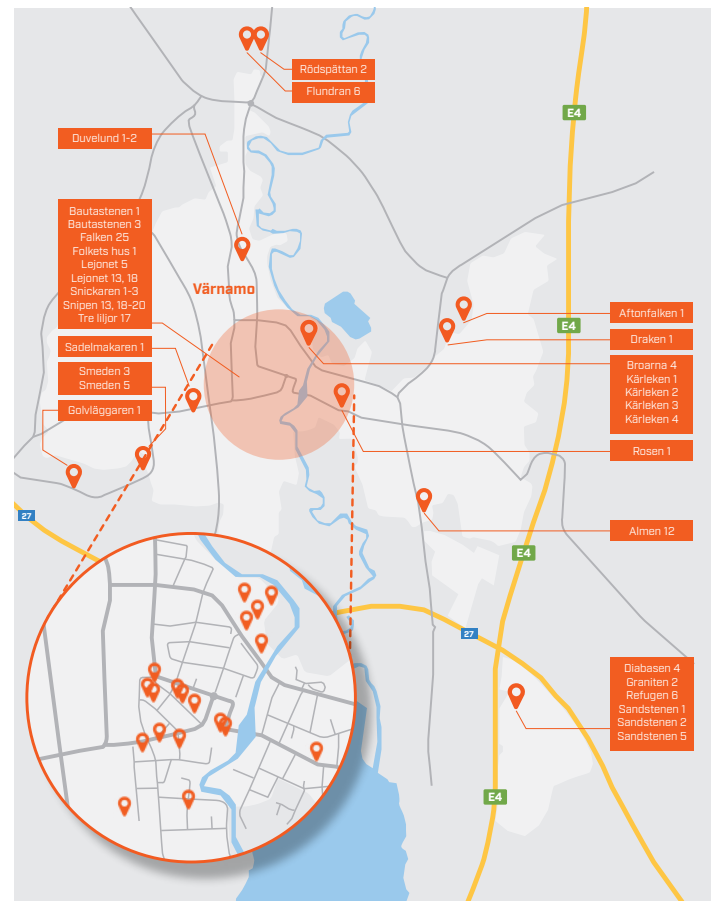 Rödspättan 2
Flundran 6
E4
Duvelund 1-2
Bautastenen 1
Bautastenen 3
Falken 25
Folkets hus 1
Lejonet 5
Lejonet 13, 18
Snickaren 1-3
Snipen 13, 18-20
Tre liljor 17
Värnamo
Aftonfalken 1
E4
Draken 1
Sadelmakaren 1
Broarna 4
Kärleken 1
Kärleken 2
Kärleken 3
Kärleken 4
Smeden 3
Smeden 5
Golvläggaren 1
Rosen 1
27
Almen 12
E4
27
Diabasen 4
Graniten 2
Refugen 6
Sandstenen 1
Sandstenen 2
Sandstenen 5
E4